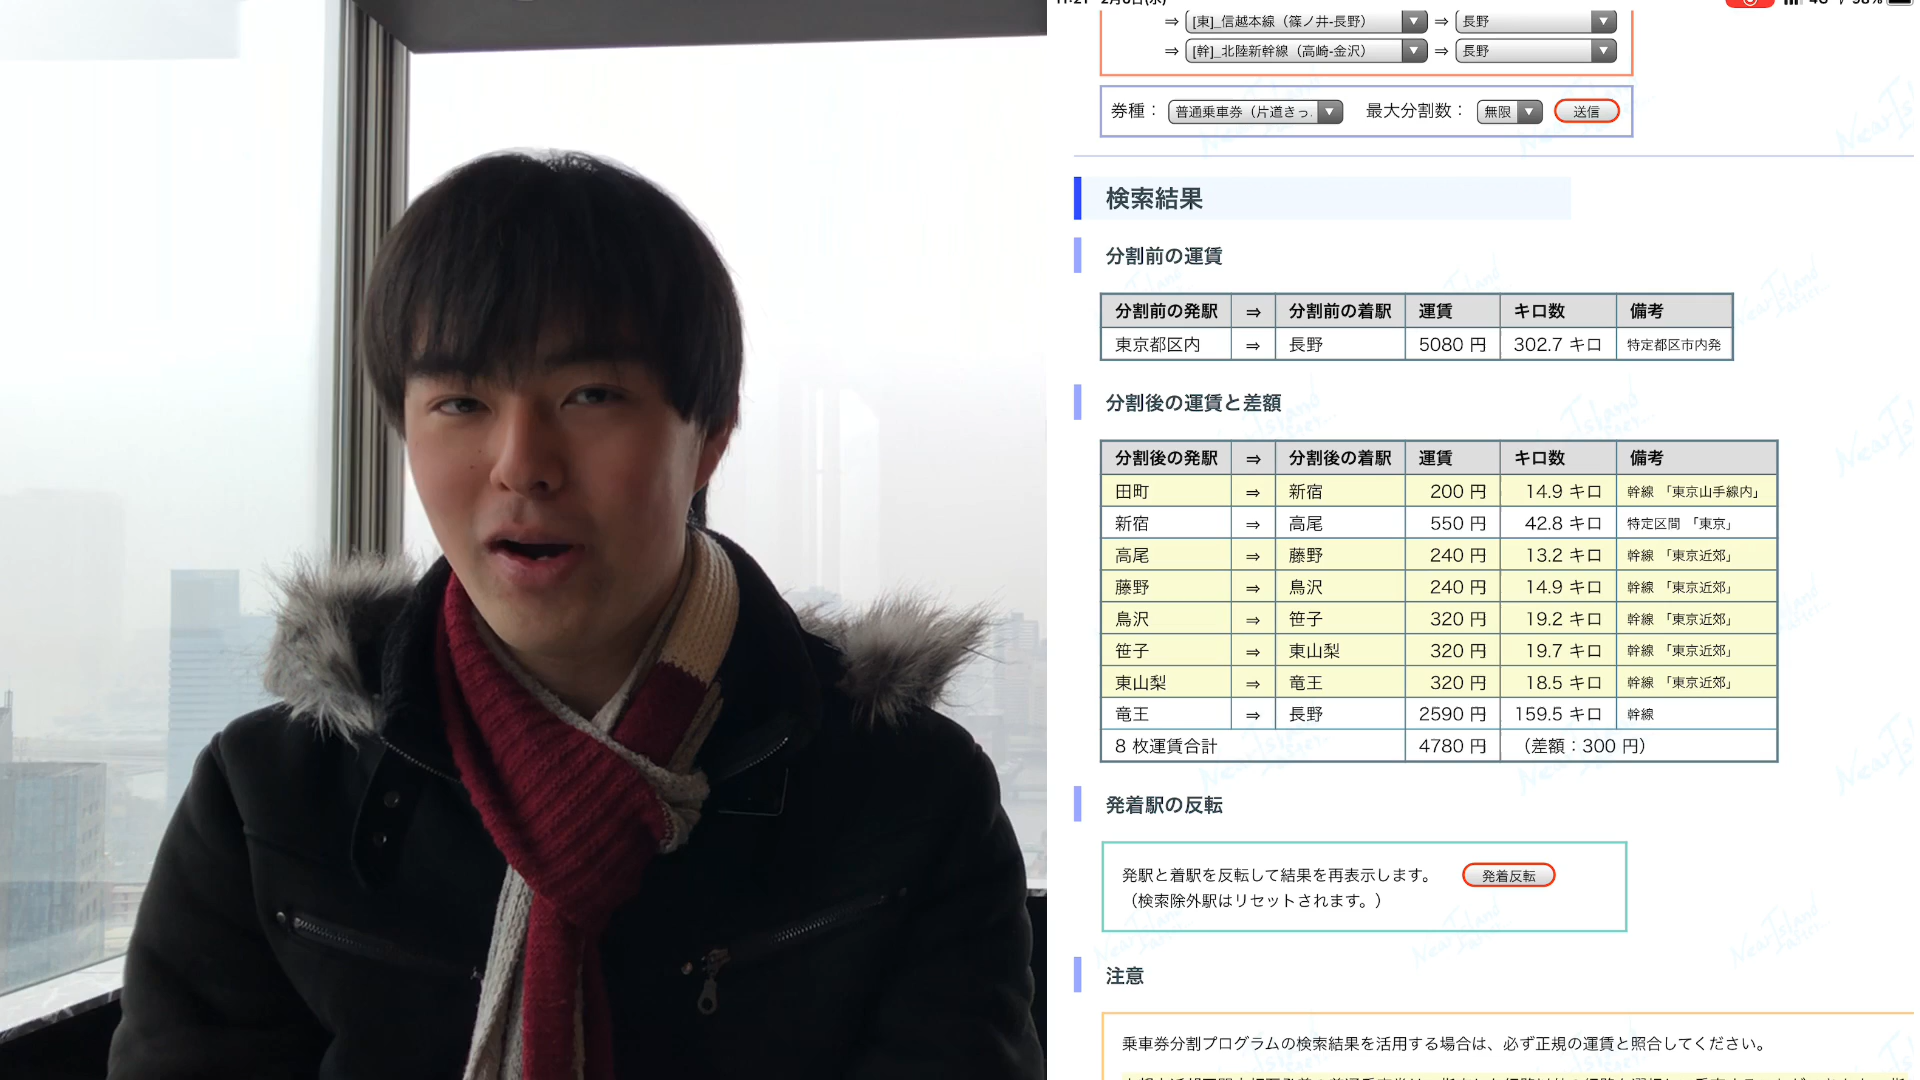 ⇒ [東]_信越本線（篠ノ井-長野） ▼ ⇒ 長野 ▼
⇒ [幹]_北陸新幹線（高崎-金沢） ▼ ⇒ 長野 ▼
券種： 普通乗車券（片道きっ. ▼ 最大分割数： 無限 ▼ 送信
検索結果
分割前の運賃
分割前の発駅 ⇒ 分割前の着駅 運賃 キロ数 備考
東京都区内 ⇒ 長野 5080 円 302.7 キロ 特定都区市内発
分割後の運賃と差額
分割後の発駅 ⇒ 分割後の着駅 運賃 キロ数 備考
田町 ⇒ 新宿 200 円 14.9 キロ 幹線 「東京山手線内」
新宿 ⇒ 高尾 550 円 42.8 キロ 特定区間 「東京」
高尾 ⇒ 藤野 240 円 13.2 キロ 幹線 「東京近郊」
藤野 ⇒ 鳥沢 240 円 14.9 キロ 幹線 「東京近郊」
鳥沢 ⇒ 笹子 320 円 19.2 キロ 幹線 「東京近郊」
笹子 ⇒ 東山梨 320 円 19.7 キロ 幹線 「東京近郊」
東山梨 ⇒ 竜王 320 円 18.5 キロ 幹線 「東京近郊」
竜王 ⇒ 長野 2590 円 159.5 キロ 幹線
8 枚運賃合計 4780 円 （差額：300 円）
発着駅の反転
発駅と着駅を反転して結果を再表示します。 発着反転
（検索除外駅はリセットされます。）
注意
乗車券分割プログラムの検索結果を活用する場合は、必ず正規の運賃と照合してください。